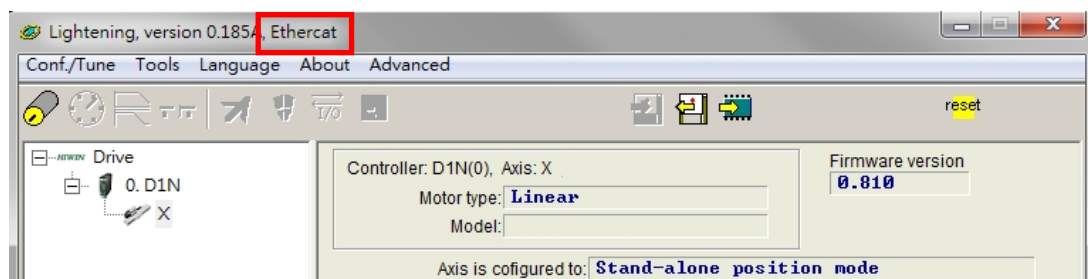 Lightening, version 0.185A, Ethercat
Conf./Tune Tools Language About Advanced
I/O
reset
HIWIN Drive
0. D1N
X
Controller: D1N(0), Axis: X
Motor type: Linear
Model:
Firmware version
0.810
Axis is cofigured to: Stand-alone position mode